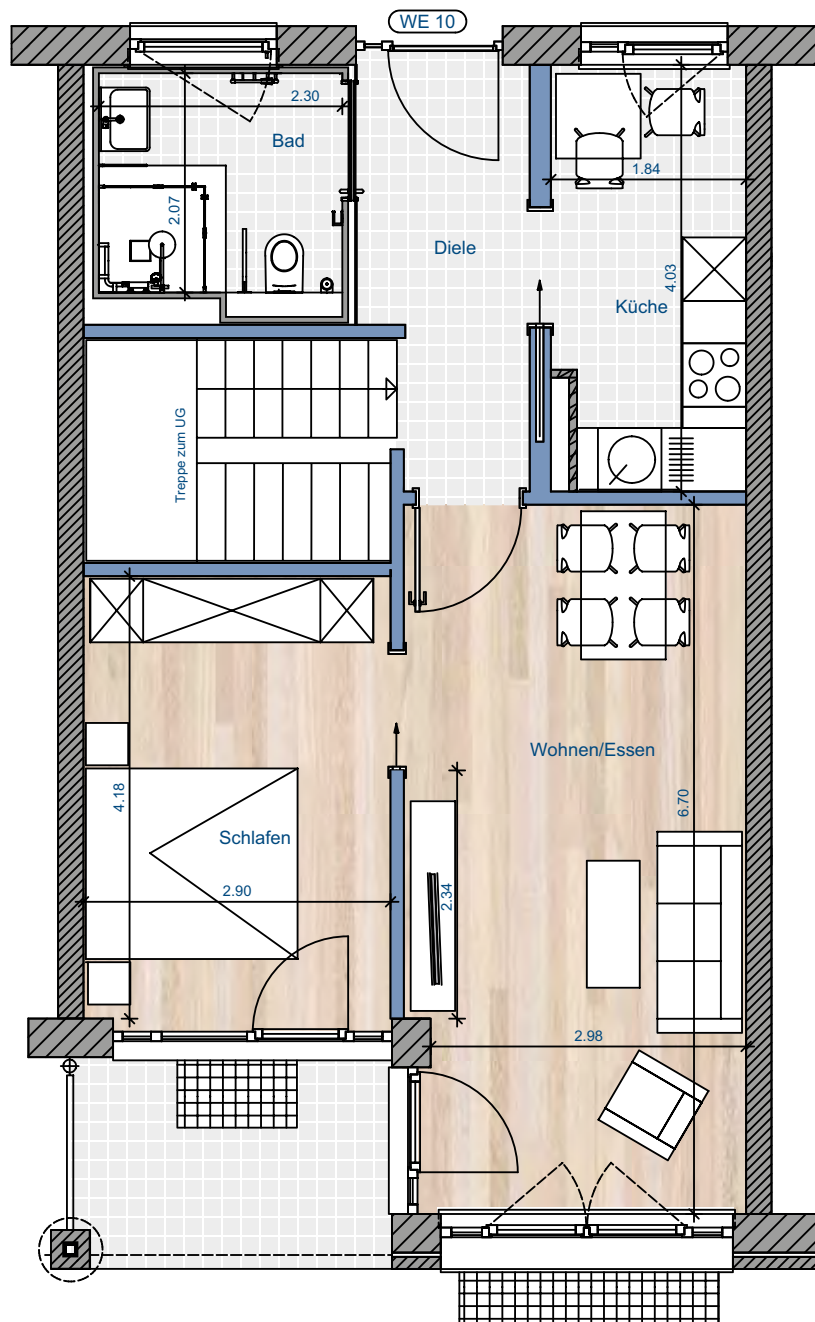 WE 10
2.30
Bad
1.84
2.07
Diele
4.03
Küche
Treppe zum UG
Wohnen/Essen
4.18
6.70
Schlafen
2.90
2.34
2.98